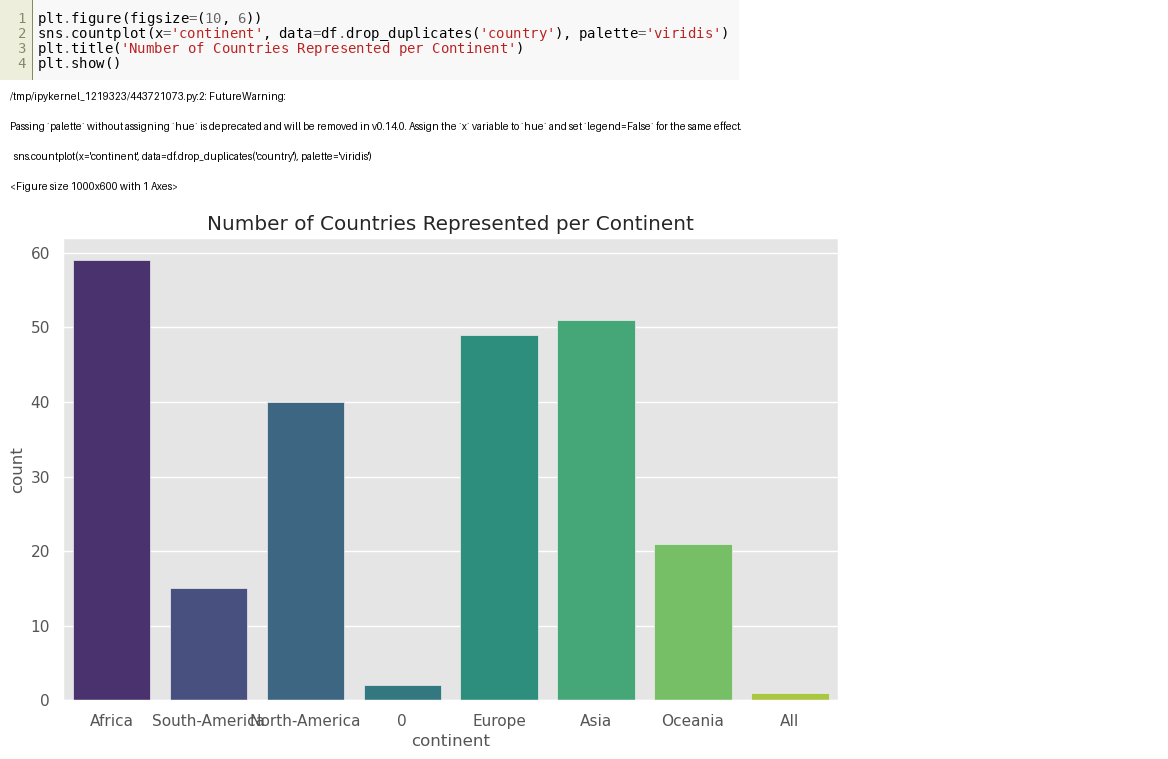 1 plt.figure(figsize=(10, 6))
2 sns.countplot(x='continent', data=df.drop_duplicates('country'), palette='viridis')
3 plt.title('Number of Countries Represented per Continent')
4 plt.show()
/tmp/ipykernel_1219323/443721073.py:2: FutureWarning:
Passing `palette` without assigning `hue` is deprecated and will be removed in v0.14.0. Assign the `x` variable to `hue` and set `legend=False` for the same effect.
sns.countplot(x='continent', data=df.drop_duplicates('country'), palette='viridis')
<Figure size 1000x600 with 1 Axes>
Number of Countries Represented per Continent
60
50
40
30
20
10
0
count
Africa South-America North-America 0 Europe Asia Oceania All
continent